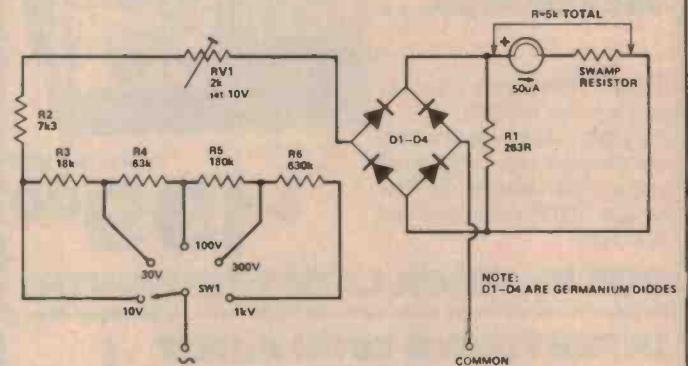 R=5k TOTAL
RV1
2k
set 10V
+
50uA
SWAMP
RESISTOR
R2
7k3
D1–D4
R1
263R
R3
18k
R4
63k
R5
180k
R6
630k
100V
30V
300V
SW1
10V
1kV
NOTE:
D1–D4 ARE GERMANIUM DIODES
COMMON